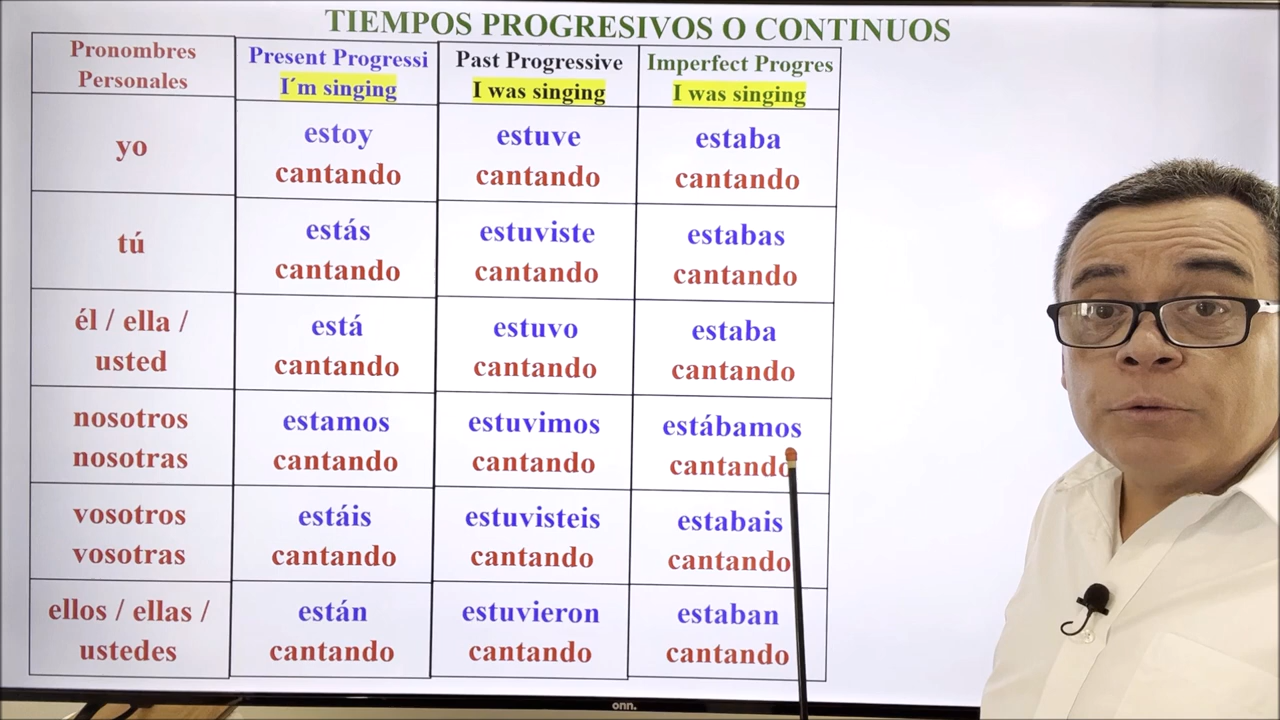 TIEMPOS PROGRESIVOS O CONTINUOS
Pronombres
Personales
Present Progressi
I´m singing
Past Progressive
I was singing
Imperfect Progres
I was singing
yo
estoy
cantando
estuve
cantando
estaba
cantando
tú
estás
cantando
estuviste
cantando
estabas
cantando
él / ella /
usted
está
cantando
estuvo
cantando
estaba
cantando
nosotros
nosotras
estamos
cantando
estuvimos
cantando
estábamos
cantando
vosotros
vosotras
estáis
cantando
estuvisteis
cantando
estabais
cantando
ellos / ellas /
ustedes
están
cantando
estuvieron
cantando
estaban
cantando
onn.